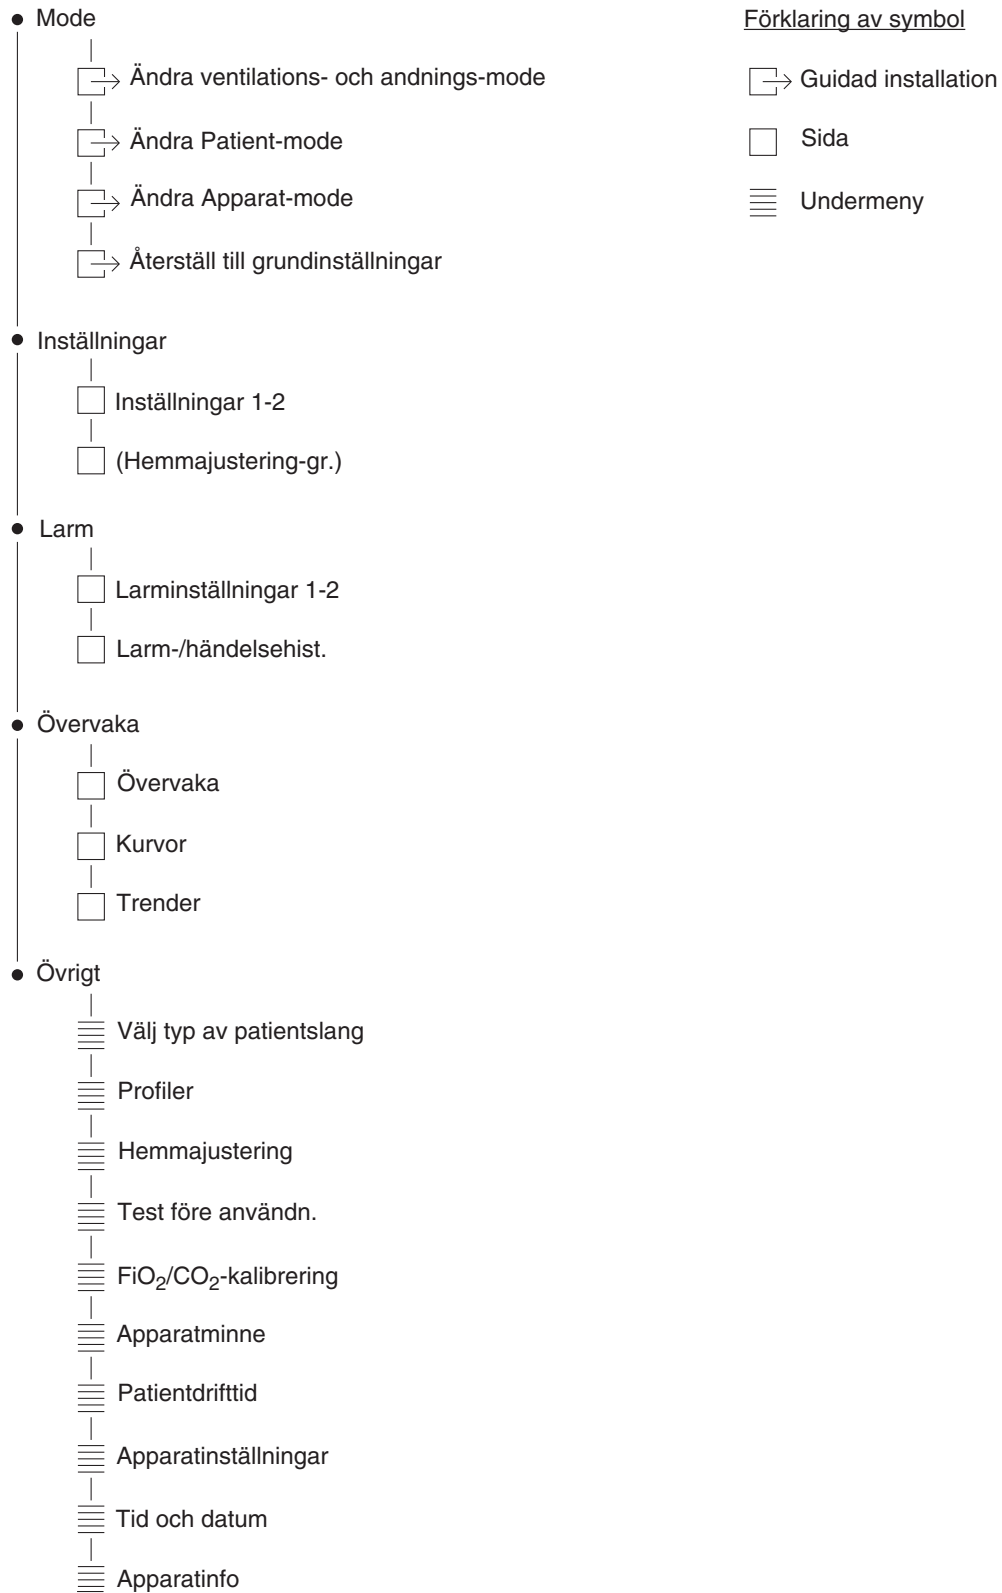 Mode
Ändra ventilations- och andnings-mode
Ändra Patient-mode
Ändra Apparat-mode
Återställ till grundinställningar
Inställningar
Inställningar 1-2
(Hemmajustering-gr.)
Larm
Larminställningar 1-2
Larm-/händelsehist.
Övervaka
Övervaka
Kurvor
Trender
Övrigt
Välj typ av patientslang
Profiler
Hemmajustering
Test före användn.
FiO2/CO2-kalibrering
Apparatminne
Patientdrifttid
Apparatinställningar
Tid och datum
Apparatinfo
Förklaring av symbol
Guidad installation
Sida
Undermeny